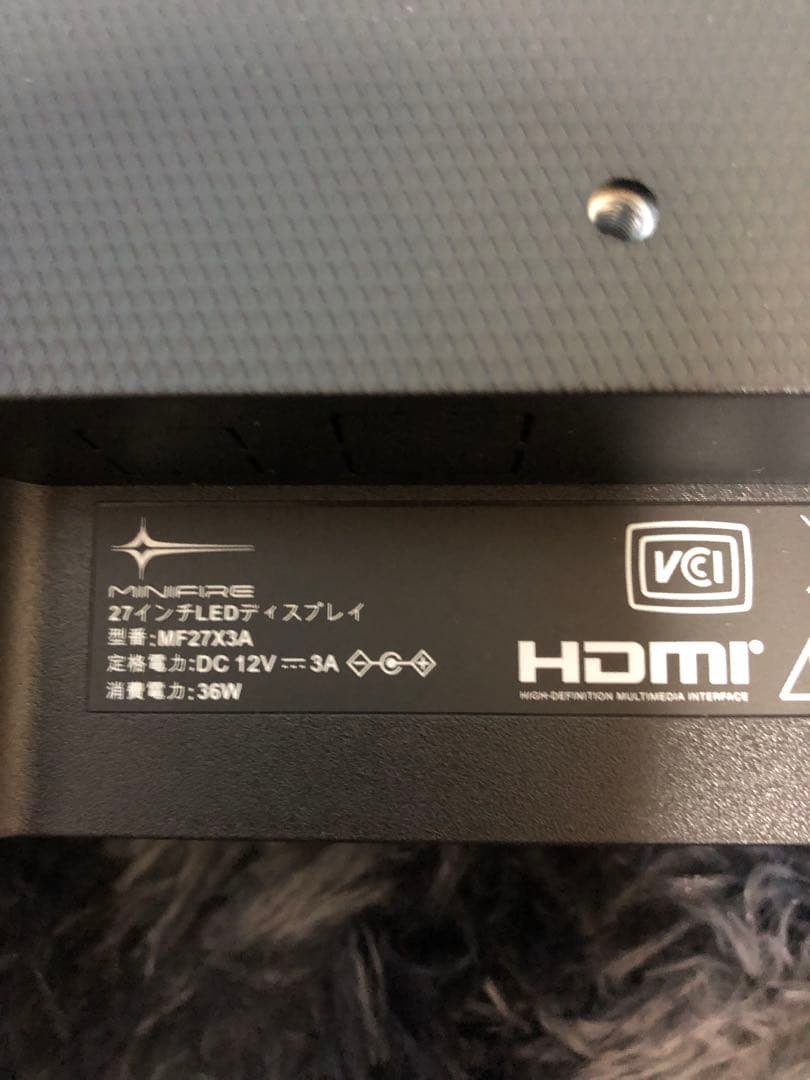 MINIFIRE
27インチLEDディスプレイ
型番:MF27X3A
定格電力:DC 12V⎓3A
消費電力:36W
VCCI
HDMI
HIGH-DEFINITION MULTIMEDIA INTERFACE